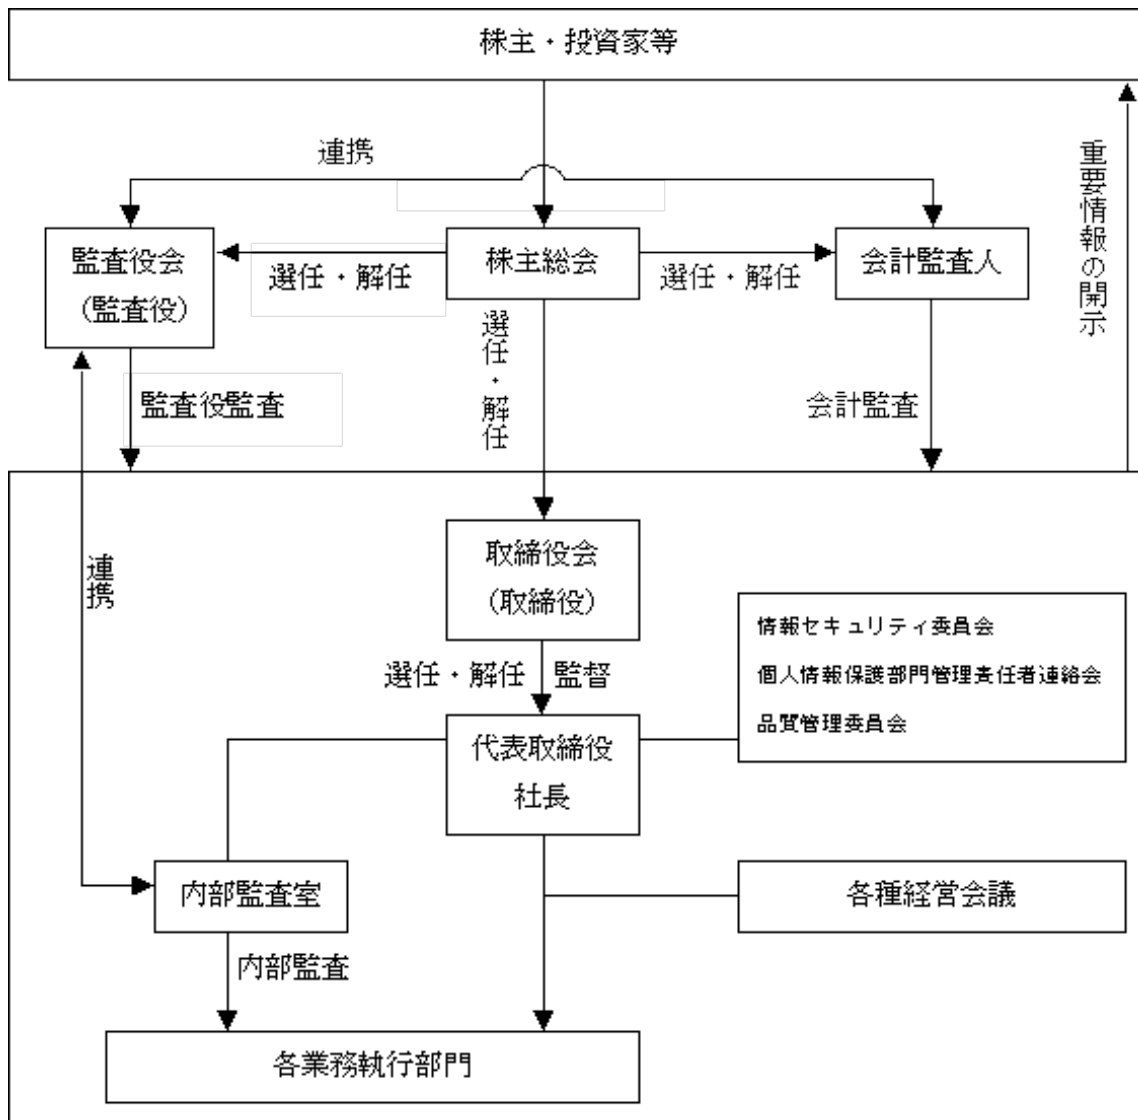 株主・投資家等
連携
重要情報の開示
監査役会
（監査役）
選任・解任
株主総会
選任・解任
会計監査人
選任・解任
監査役監査
会計監査
連携
取締役会
（取締役）
選任・解任
監督
情報セキュリティ委員会
個人情報保護部門管理責任者連絡会
品質管理委員会
代表取締役
社長
内部監査室
各種経営会議
内部監査
各業務執行部門